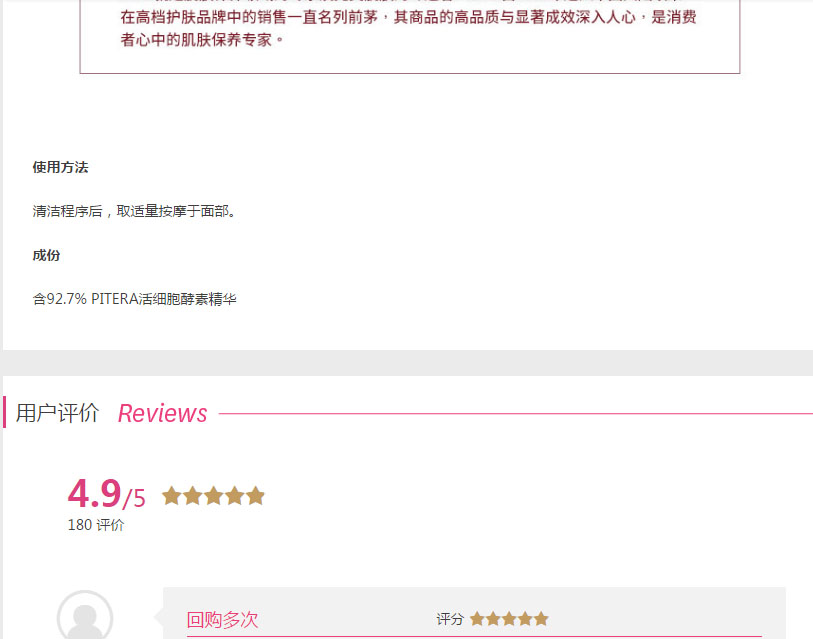 在高档护肤品牌中的销售一直名列前茅，其商品的高品质与显著成效深入人心，是消费
者心中的肌肤保养专家。
使用方法
清洁程序后，取适量按摩于面部。
成份
含92.7% PITERA活细胞酵素精华
用户评价 Reviews
4.9/5
180 评价
回购多次 评分